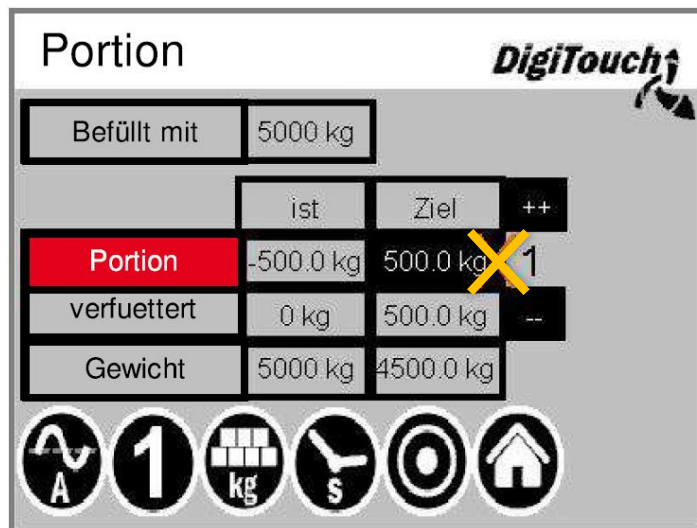 Portion
DigiTouch
Befüllt mit 5000 kg
ist Ziel ++
Portion -500.0 kg 500.0 kg 1
verfuettert 0 kg 500.0 kg --
Gewicht 5000 kg 4500.0 kg
A 1 kg s